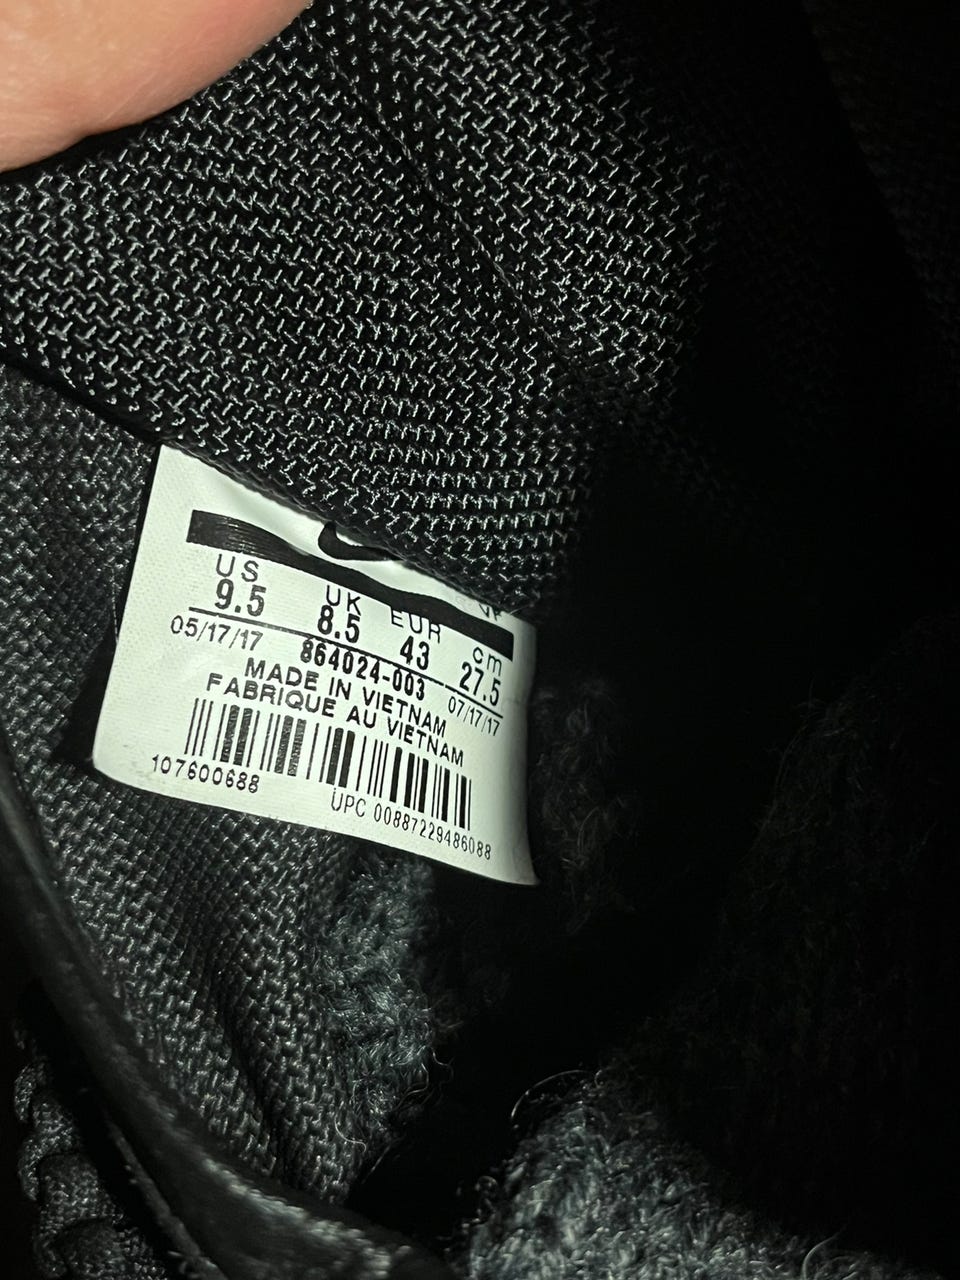 US UK EUR cm
9.5 8.5 43 27.5
05/17/17 864024-003 07/17/17
MADE IN VIETNAM
FABRIQUE AU VIETNAM
107600688
UPC 00887229486088